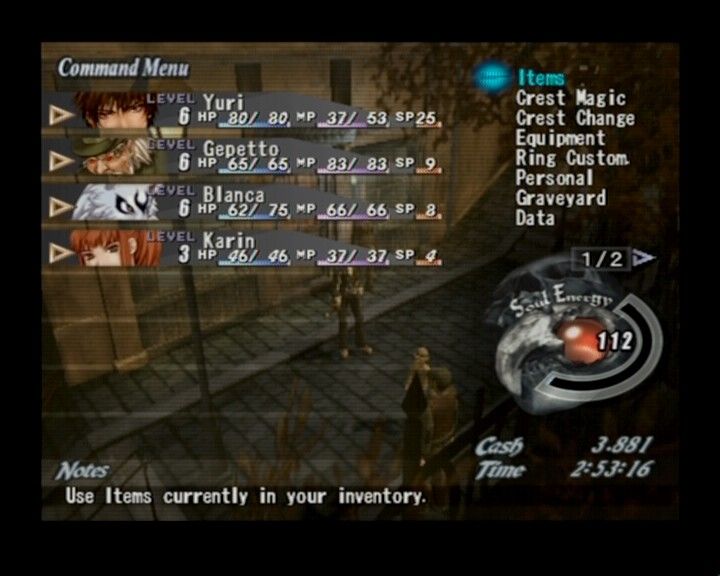 Command Menu
LEVEL 6 Yuri HP 80/ 80 MP 37/ 53 SP 25
LEVEL 6 Gepetto HP 65/ 65 MP 83/ 83 SP 9
LEVEL 6 Blanca HP 62/ 75 MP 66/ 66 SP 8
LEVEL 3 Karin HP 46/ 46 MP 37/ 37 SP 4
Items
Crest Magic
Crest Change
Equipment
Ring Custom
Personal
Graveyard
Data
1/2
Soul Energy
112
Cash 3.881
Time 2:53:16
Notes
Use Items currently in your inventory.